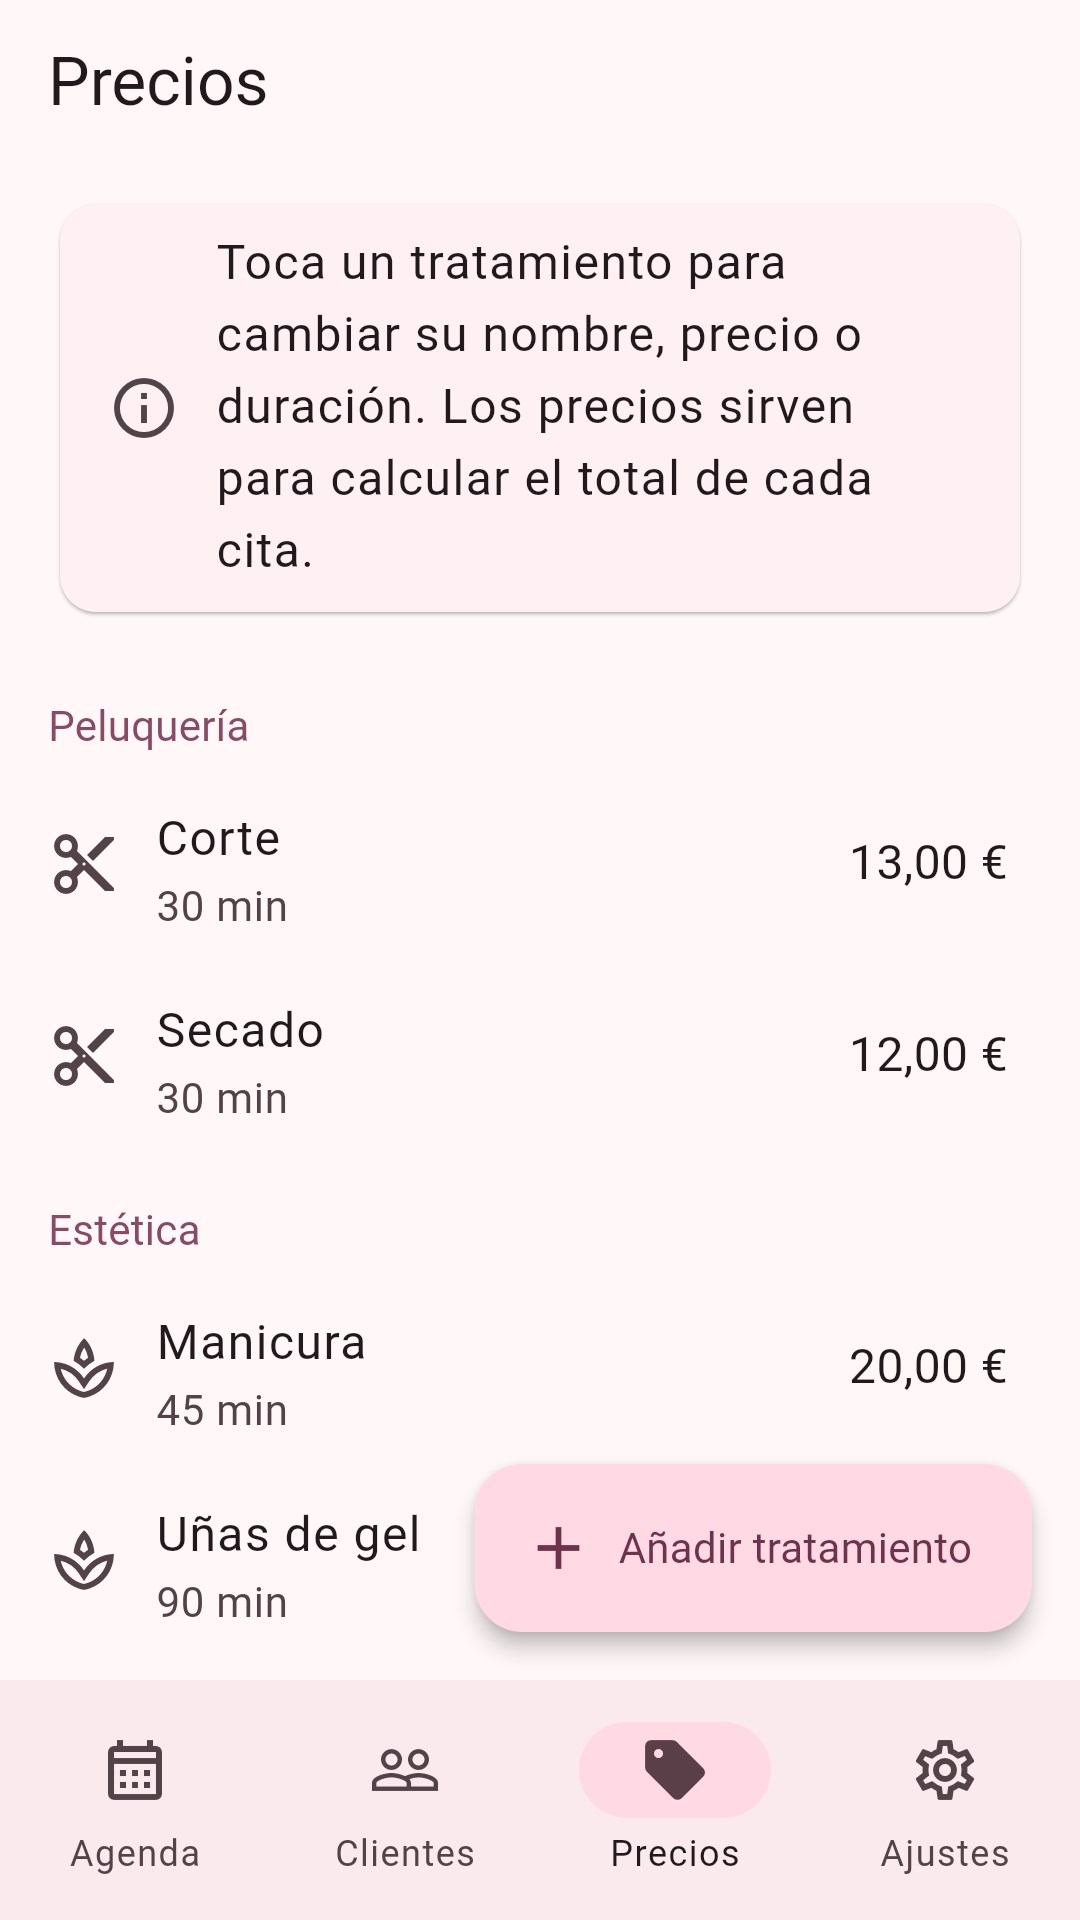 Precios
Toca un tratamiento para
cambiar su nombre, precio o
duración. Los precios sirven
para calcular el total de cada
cita.
Peluquería
Corte
30 min
13,00 €
Secado
30 min
12,00 €
Estética
Manicura
45 min
20,00 €
Uñas de gel
90 min
Añadir tratamiento
Agenda
Clientes
Precios
Ajustes